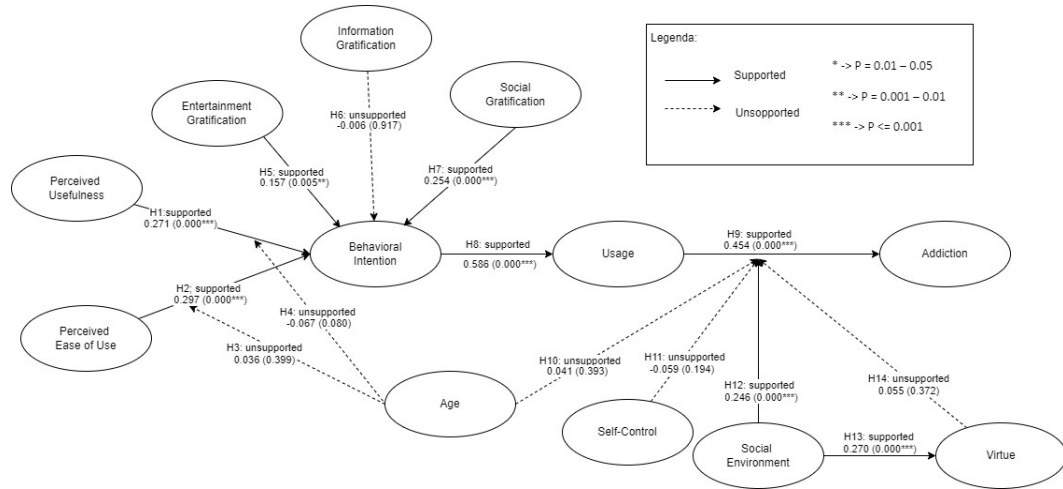 Information
Gratification
Legenda:
Supported
Unsopported
* -> P = 0.01 – 0.05
** -> P = 0.001 – 0.01
*** -> P <= 0.001
Social
Gratification
Entertainment
Gratification
H6: unsupported
-0.006 (0.917)
H5: supported
0.157 (0.005**)
H7: supported
0.254 (0.000***)
Perceived
Usefulness
H1:supported
0.271 (0.000***)
Behavioral
Intention
H8: supported
0.586 (0.000***)
Usage
H9: supported
0.454 (0.000***)
Addiction
H2: supported
0.297 (0.000***)
H4: unsupported
-0.067 (0.080)
Perceived
Ease of Use
H3: unsupported
0.036 (0.399)
H10: unsupported
0.041 (0.393)
H11: unsupported
-0.059 (0.194)
H12: supported
0.246 (0.000***)
H14: unsupported
0.055 (0.372)
Age
Self-Control
Social
Environment
H13: supported
0.270 (0.000***)
Virtue